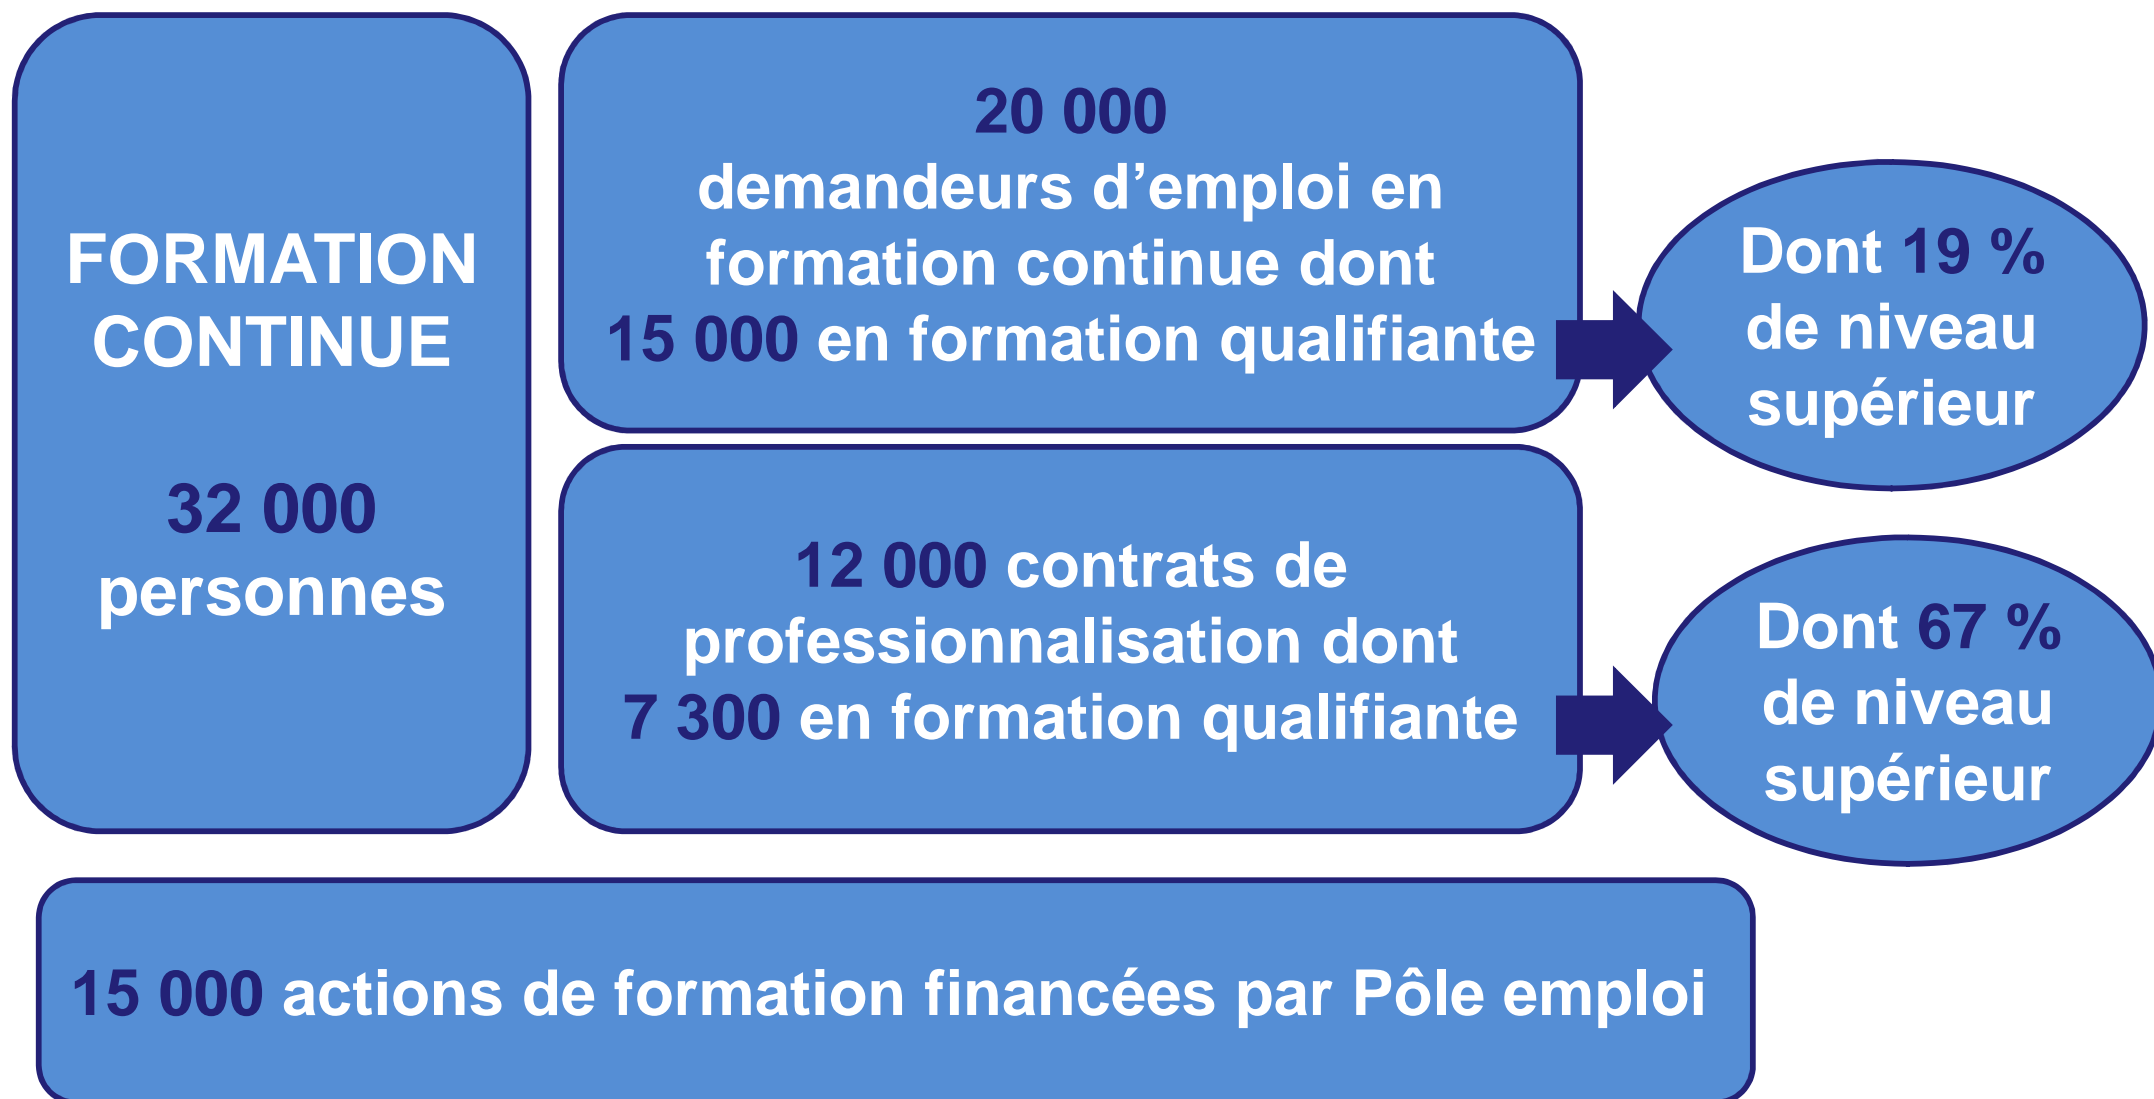 FORMATION
CONTINUE
32 000
personnes
20 000
demandeurs d’emploi en
formation continue dont
15 000 en formation qualifiante
Dont 19 %
de niveau
supérieur
12 000 contrats de
professionnalisation dont
7 300 en formation qualifiante
Dont 67 %
de niveau
supérieur
15 000 actions de formation financées par Pôle emploi